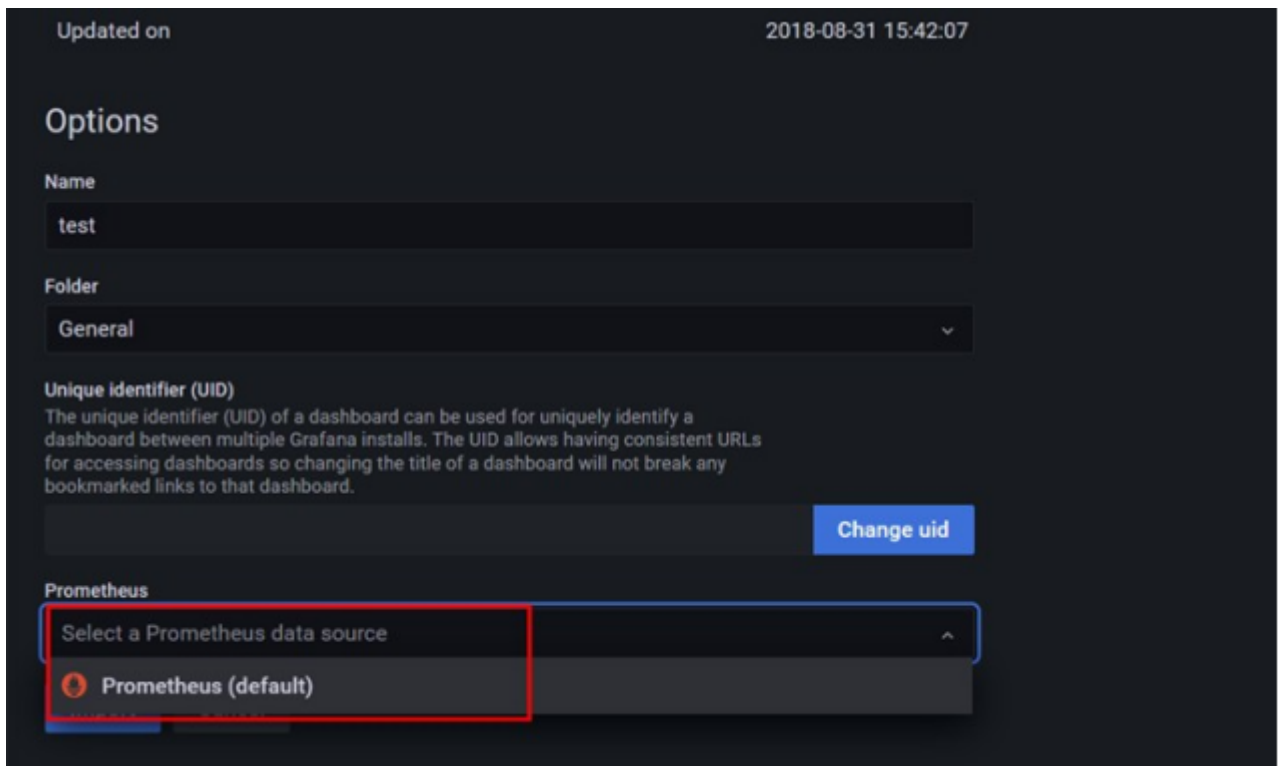 Updated on 2018-08-31 15:42:07
Options
Name
test
Folder
General
Unique identifier (UID)
The unique identifier (UID) of a dashboard can be used for uniquely identify a
dashboard between multiple Grafana installs. The UID allows having consistent URLs
for accessing dashboards so changing the title of a dashboard will not break any
bookmarked links to that dashboard.
Change uid
Prometheus
Select a Prometheus data source
Prometheus (default)